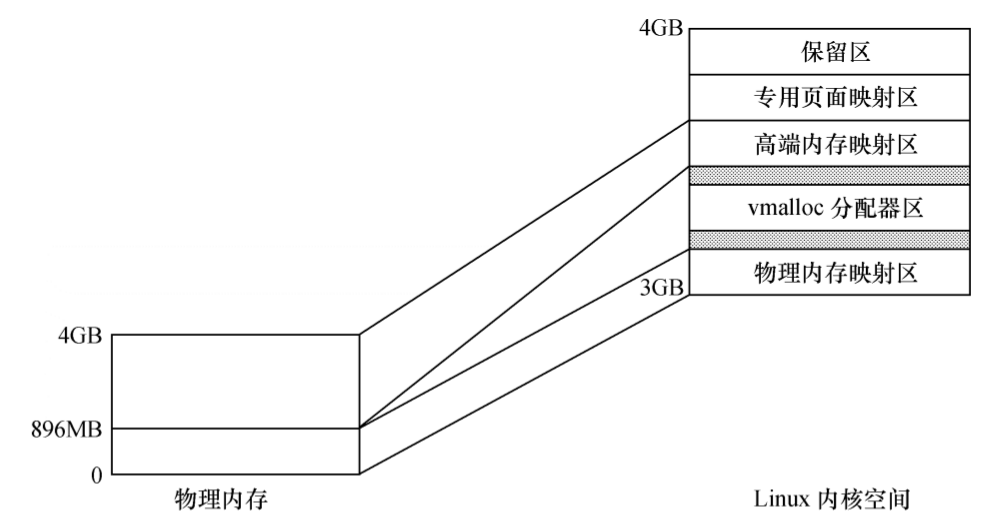 4GB
保留区
专用页面映射区
高端内存映射区
vmalloc 分配器区
物理内存映射区
3GB
4GB
896MB
0
物理内存
Linux 内核空间